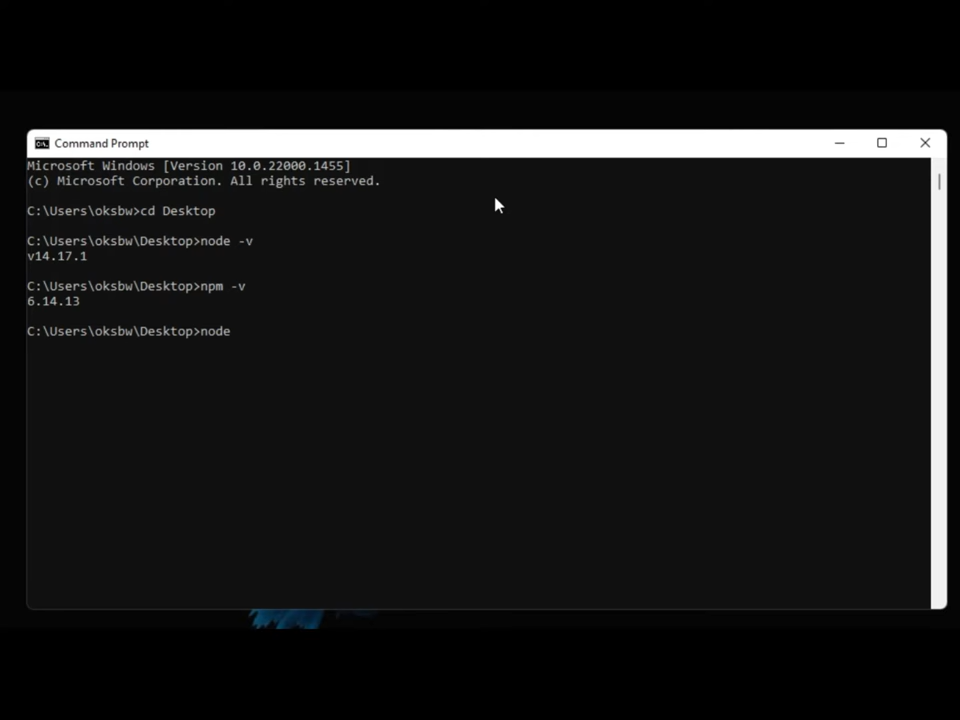 Command Prompt
Microsoft Windows [Version 10.0.22000.1455]
(c) Microsoft Corporation. All rights reserved.
C:\Users\oksbw>cd Desktop
C:\Users\oksbw\Desktop>node -v
v14.17.1
C:\Users\oksbw\Desktop>npm -v
6.14.13
C:\Users\oksbw\Desktop>node